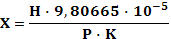 X = H · 9,80665 · 10⁻⁵ / P · K